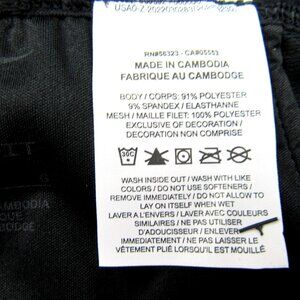 RN#56323 - CA#05553
MADE IN CAMBODIA
FABRIQUE AU CAMBODGE
BODY / CORPS: 91% POLYESTER
9% SPANDEX / ELASTHANNE
MESH / MAILLE FILET: 100% POLYESTER
EXCLUSIVE OF DECORATION /
DECORATION NON COMPRISE
30C
WASH INSIDE OUT / WASH WITH LIKE
COLORS / DO NOT USE SOFTENERS /
REMOVE IMMEDIATELY / DO NOT ALLOW TO
LAY ON ITSELF WHEN WET
LAVER A L'ENVERS / LAVER AVEC COULEURS
SIMILAIRES / NE PAS UTILISER
D'ADOUCISSEUR / ENLEVER
IMMEDIATEMENT / NE PAS LAISSER LE
VÊTEMENT PLIÉ LORSQU'IL EST MOUILLÉ